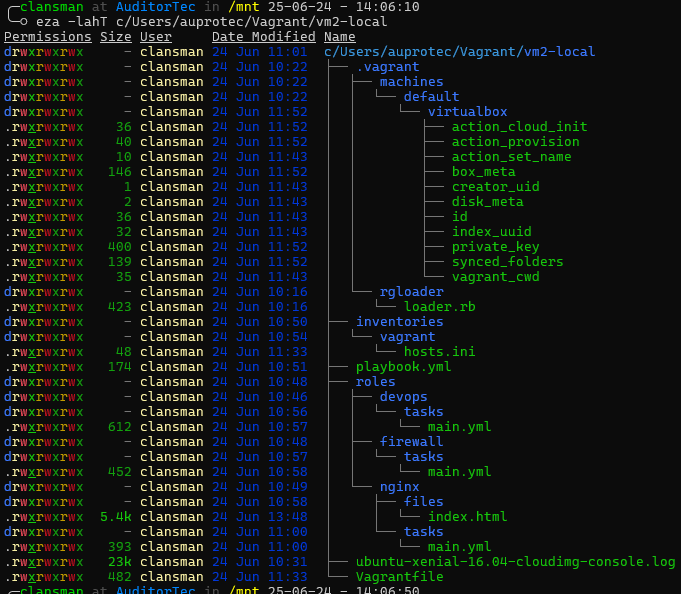 ╭─clansman at AuditorTec in /mnt 25-06-24 - 14:06:10
╰─○ eza -lahT c/Users/auprotec/Vagrant/vm2-local
Permissions Size User     Date Modified Name
drwxrwxrwx     - clansman 24 Jun 11:01  c/Users/auprotec/Vagrant/vm2-local
drwxrwxrwx     - clansman 24 Jun 10:22  ├── .vagrant
drwxrwxrwx     - clansman 24 Jun 10:22  │  ├── machines
drwxrwxrwx     - clansman 24 Jun 10:22  │  │  └── default
drwxrwxrwx     - clansman 24 Jun 11:52  │  │     └── virtualbox
.rwxrwxrwx    36 clansman 24 Jun 11:52  │  │        ├── action_cloud_init
.rwxrwxrwx    40 clansman 24 Jun 11:52  │  │        ├── action_provision
.rwxrwxrwx    10 clansman 24 Jun 11:43  │  │        ├── action_set_name
.rwxrwxrwx   146 clansman 24 Jun 11:52  │  │        ├── box_meta
.rwxrwxrwx     1 clansman 24 Jun 11:43  │  │        ├── creator_uid
.rwxrwxrwx     2 clansman 24 Jun 11:43  │  │        ├── disk_meta
.rwxrwxrwx    36 clansman 24 Jun 11:43  │  │        ├── id
.rwxrwxrwx    32 clansman 24 Jun 11:43  │  │        ├── index_uuid
.rwxrwxrwx   400 clansman 24 Jun 11:52  │  │        ├── private_key
.rwxrwxrwx   139 clansman 24 Jun 11:52  │  │        ├── synced_folders
.rwxrwxrwx    35 clansman 24 Jun 11:43  │  │        └── vagrant_cwd
drwxrwxrwx     - clansman 24 Jun 10:16  │  └── rgloader
.rwxrwxrwx   423 clansman 24 Jun 10:16  │     └── loader.rb
drwxrwxrwx     - clansman 24 Jun 10:50  ├── inventories
drwxrwxrwx     - clansman 24 Jun 10:54  │  └── vagrant
.rwxrwxrwx    48 clansman 24 Jun 11:33  │     └── hosts.ini
.rwxrwxrwx   174 clansman 24 Jun 10:51  ├── playbook.yml
drwxrwxrwx     - clansman 24 Jun 10:48  ├── roles
drwxrwxrwx     - clansman 24 Jun 10:46  │  ├── devops
drwxrwxrwx     - clansman 24 Jun 10:56  │  │  └── tasks
.rwxrwxrwx   612 clansman 24 Jun 10:57  │  │     └── main.yml
drwxrwxrwx     - clansman 24 Jun 10:48  │  ├── firewall
drwxrwxrwx     - clansman 24 Jun 10:57  │  │  └── tasks
.rwxrwxrwx   452 clansman 24 Jun 10:58  │  │     └── main.yml
drwxrwxrwx     - clansman 24 Jun 10:49  │  └── nginx
drwxrwxrwx     - clansman 24 Jun 10:58  │     ├── files
.rwxrwxrwx  5.4k clansman 24 Jun 13:48  │     │  └── index.html
drwxrwxrwx     - clansman 24 Jun 11:00  │     └── tasks
.rwxrwxrwx   393 clansman 24 Jun 11:00  │        └── main.yml
.rwxrwxrwx   23k clansman 24 Jun 10:31  ├── ubuntu-xenial-16.04-cloudimg-console.log
.rwxrwxrwx   482 clansman 24 Jun 11:33  └── Vagrantfile
╭─clansman at AuditorTec in /mnt 25-06-24 - 14:06:50